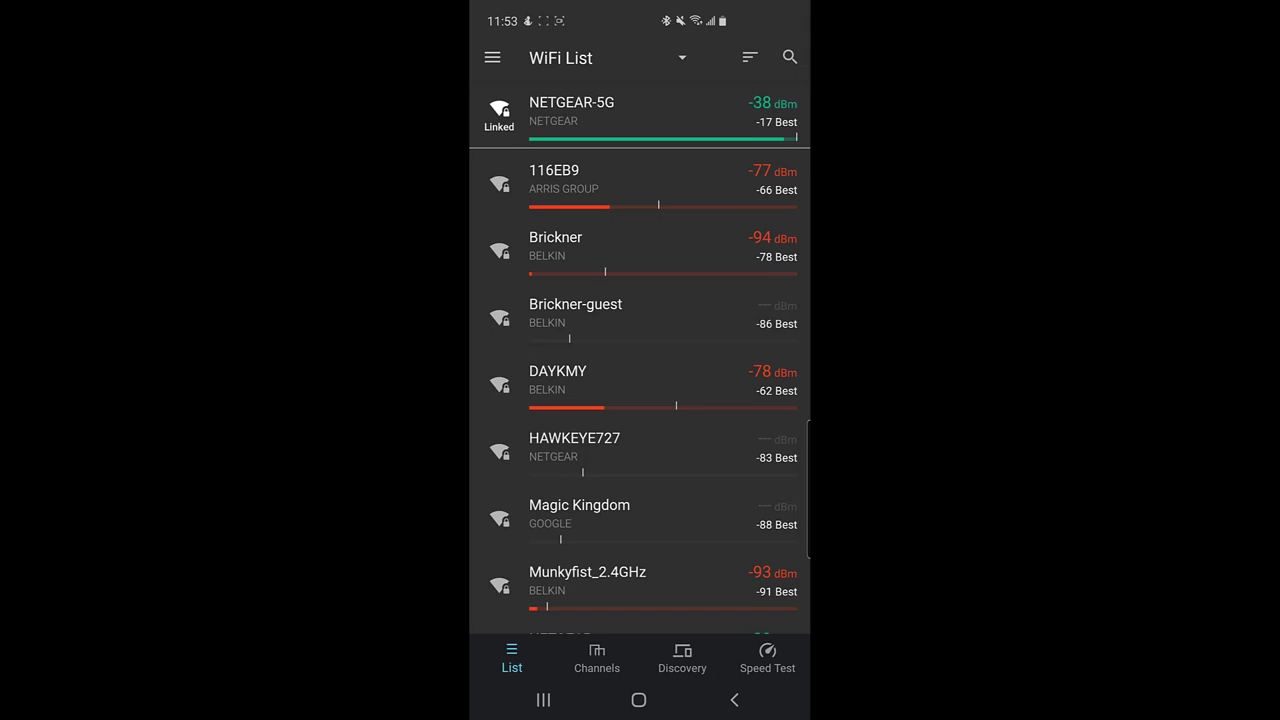 11:53
WiFi List
NETGEAR-5G
-38 dBm
NETGEAR
-17 Best
Linked
116EB9
-77 dBm
ARRIS GROUP
-66 Best
Brickner
-94 dBm
BELKIN
-78 Best
Brickner-guest
--- dBm
BELKIN
-86 Best
DAYKMY
-78 dBm
BELKIN
-62 Best
HAWKEYE727
--- dBm
NETGEAR
-83 Best
Magic Kingdom
--- dBm
GOOGLE
-88 Best
Munkyfist_2.4GHz
-93 dBm
BELKIN
-91 Best
List
Channels
Discovery
Speed Test